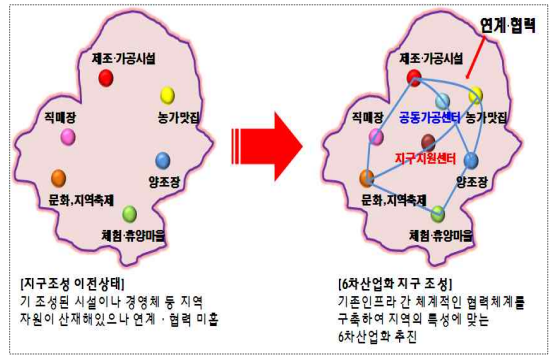 연계·협력
제조·가공시설
직매장
농가맛집
양조장
문화,지역축제
체험·휴양마을
제조·가공시설
직매장
공동가공센터
농가맛집
지구지원센터
양조장
문화,지역축제
체험·휴양마을
[지구조성 이전상태]
기 조성된 시설이나 경영체 등 지역
자원이 산재해있으나 연계·협력 미흡
[6차산업화 지구 조성]
기존인프라 간 체계적인 협력체계를
구축하여 지역의 특성에 맞는
6차산업화 추진